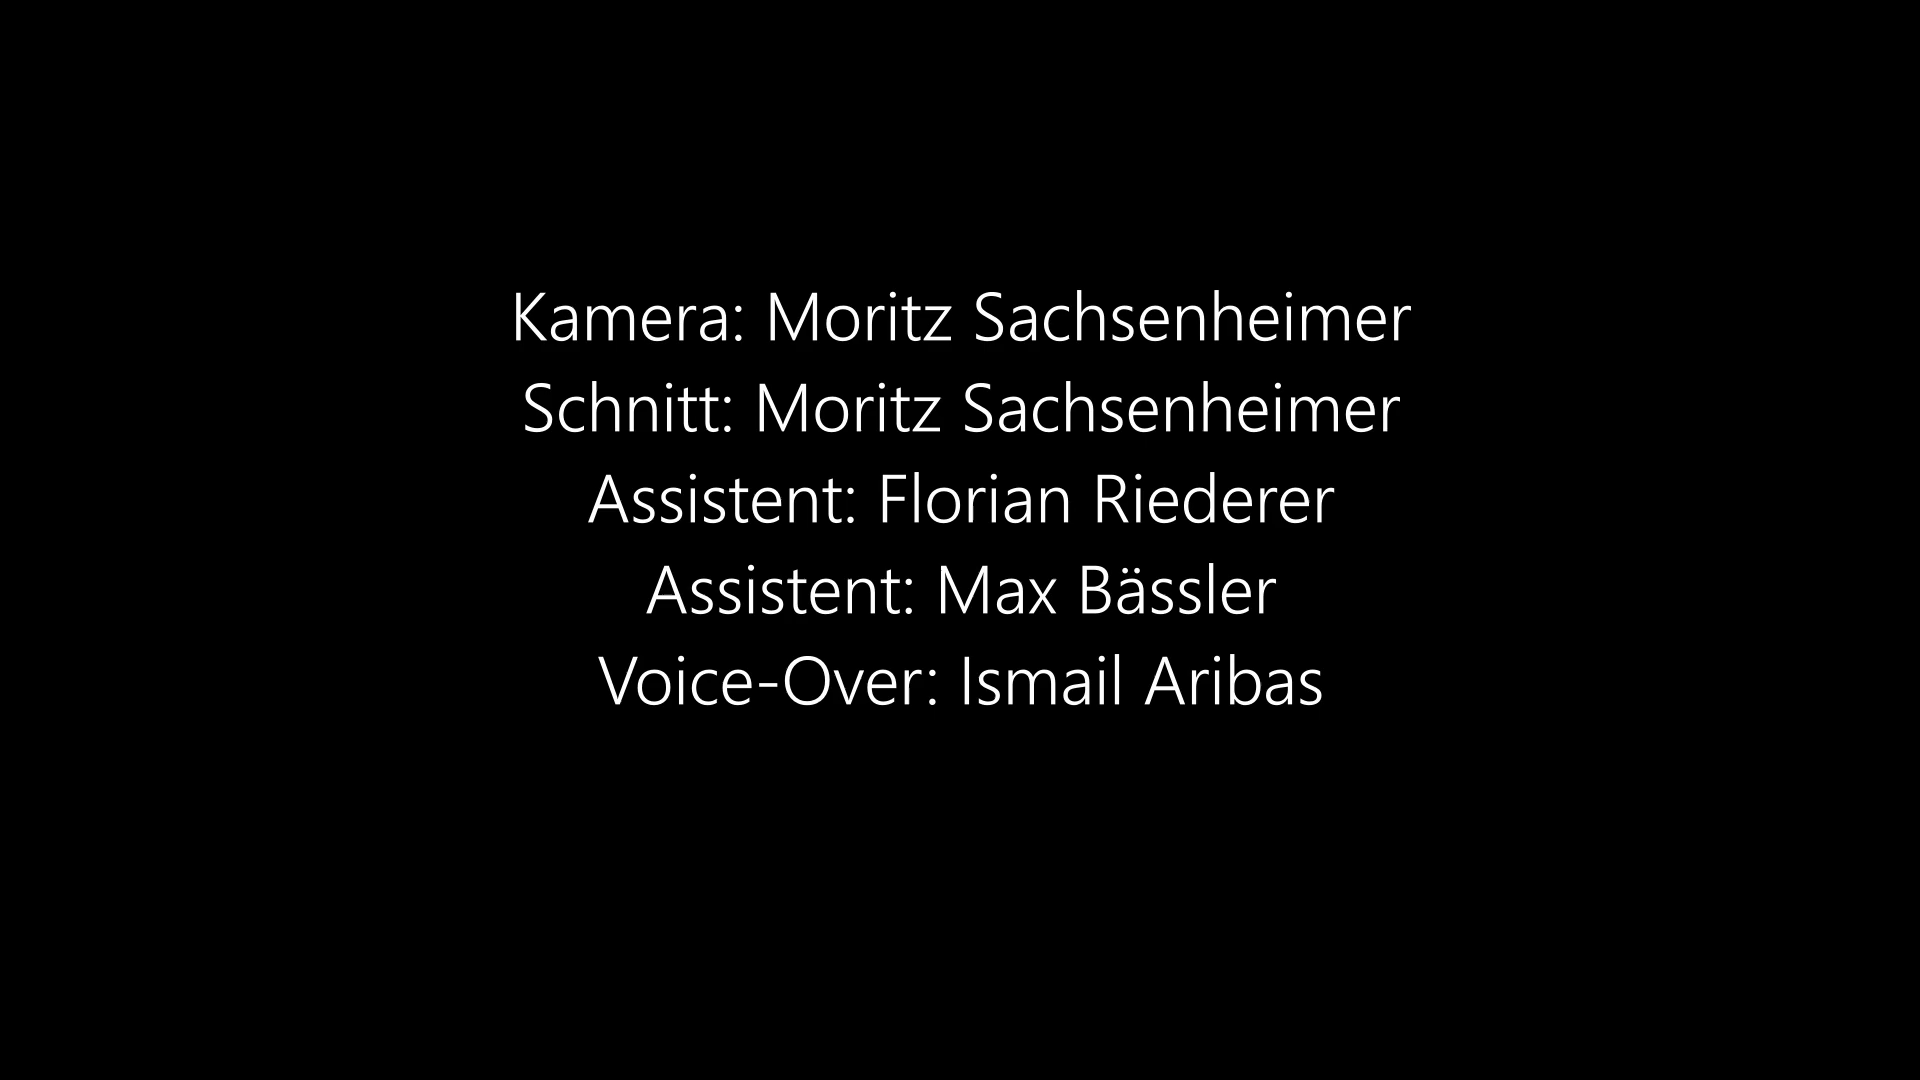 Kamera: Moritz Sachsenheimer
Schnitt: Moritz Sachsenheimer
Assistent: Florian Riederer
Assistent: Max Bässler
Voice-Over: Ismail Aribas